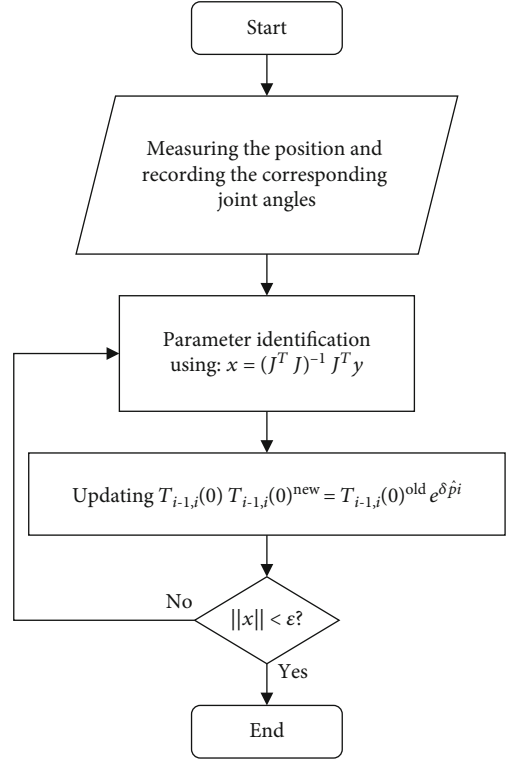 Start
Measuring the position and
recording the corresponding
joint angles
Parameter identification
using: x = (J^T J)^{-1} J^T y
Updating T_{i-1,i}(0) T_{i-1,i}(0)^{new} = T_{i-1,i}(0)^{old} e^{δp̂i}
||x|| < ε?
No
Yes
End